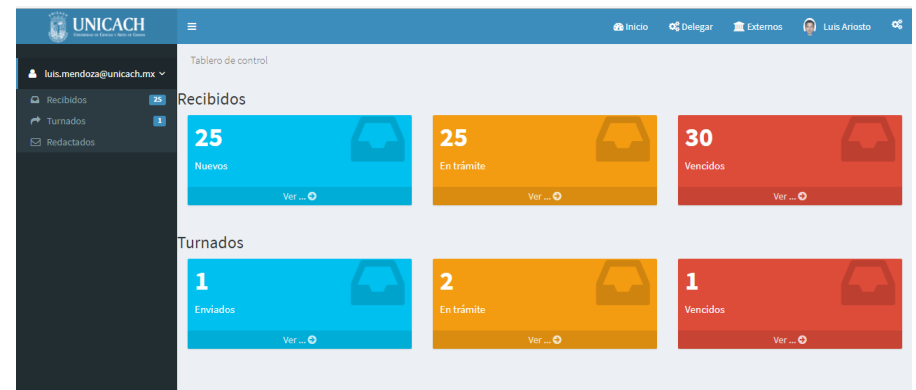 UNICACH
Inicio
Delegar
Externos
Luis Ariosto
luis.mendoza@unicach.mx
Recibidos 25
Turnados 1
Redactados
Tablero de control
Recibidos
25
Nuevos
Ver ...
25
En trámite
Ver ...
30
Vencidos
Ver ...
Turnados
1
Enviados
Ver ...
2
En trámite
Ver ...
1
Vencidos
Ver ...